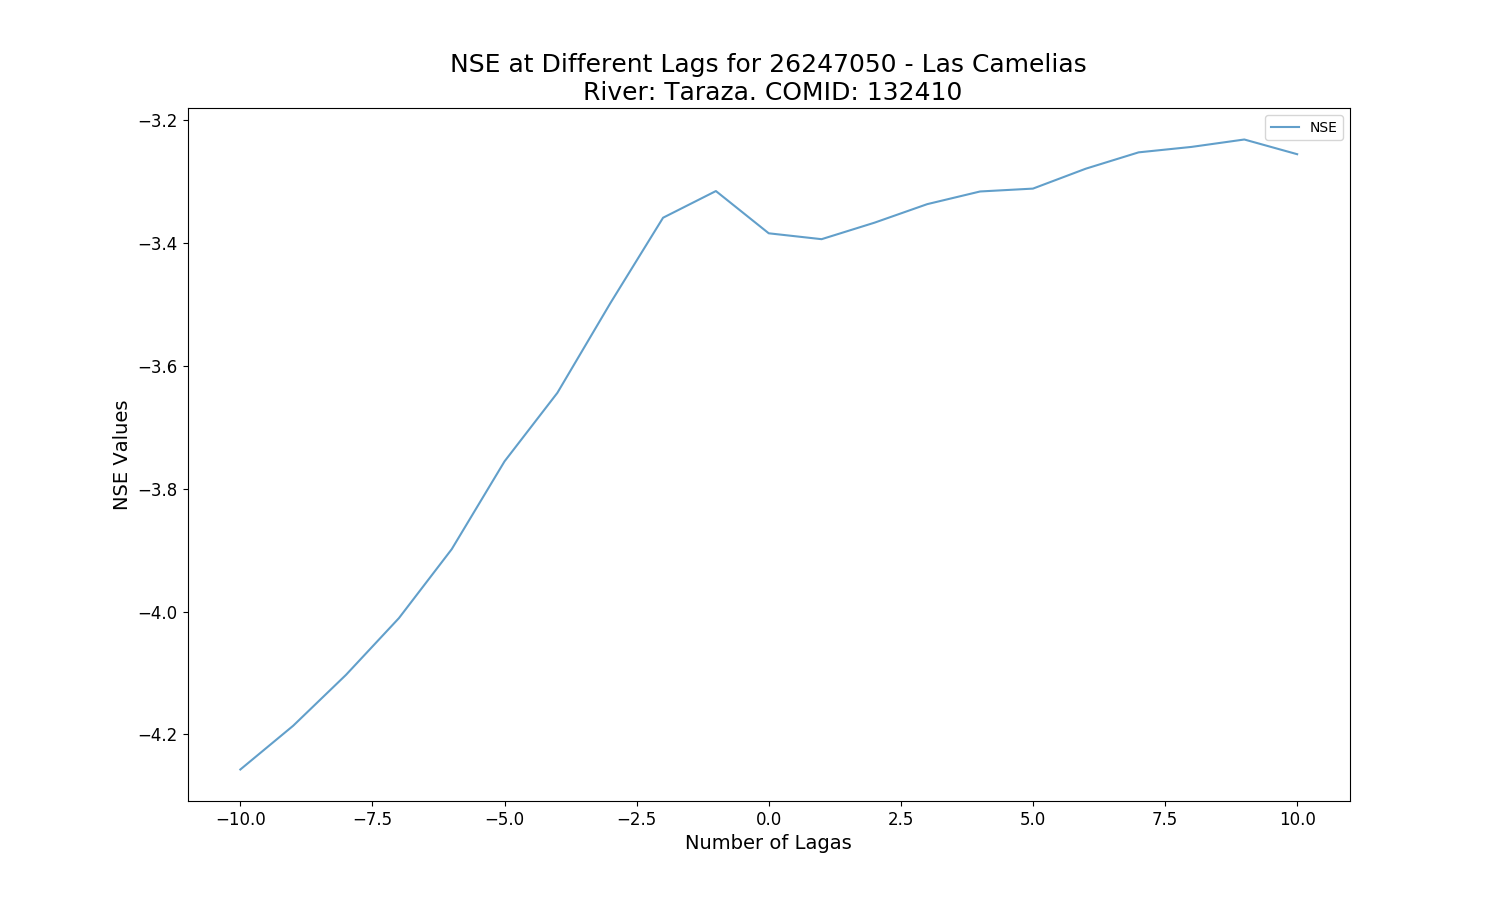 NSE at Different Lags for 26247050 - Las Camelias
River: Taraza. COMID: 132410
NSE
−3.2
−3.4
−3.6
−3.8
−4.0
−4.2
NSE Values
−10.0 −7.5 −5.0 −2.5 0.0 2.5 5.0 7.5 10.0
Number of Lagas